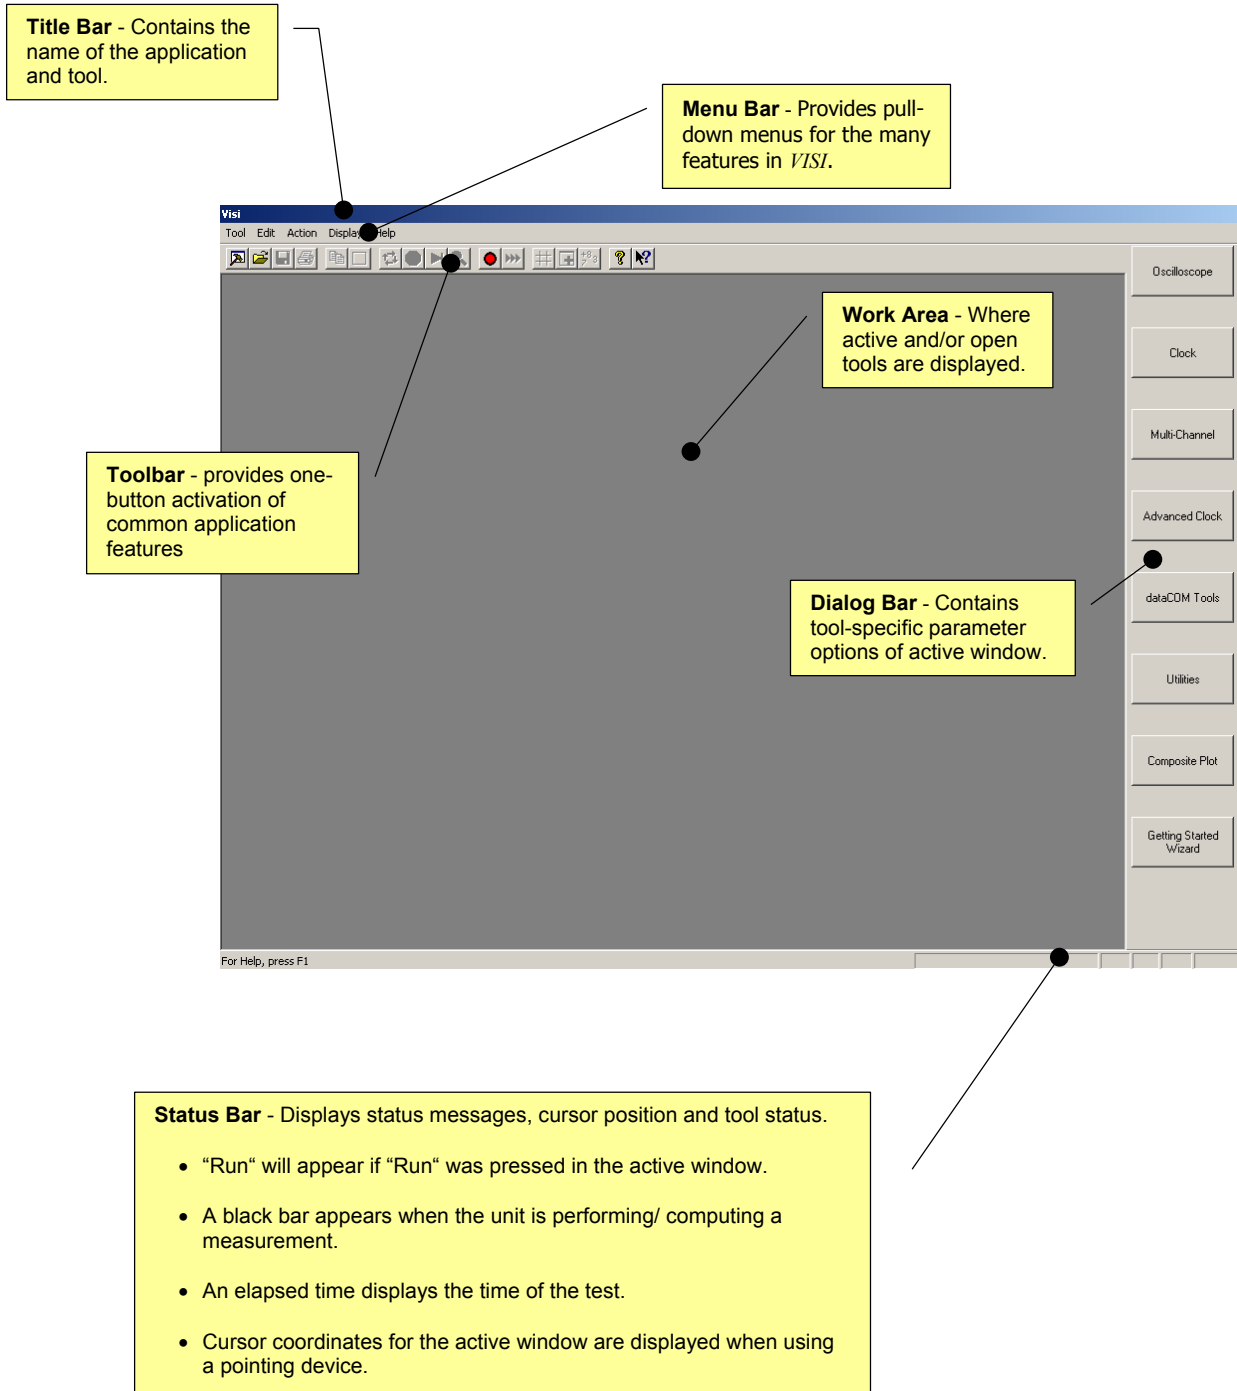 Title Bar - Contains the
name of the application
and tool.
Menu Bar - Provides pull-
down menus for the many
features in VISI.
Visi
Tool Edit Action Display Help
Oscilloscope
Work Area - Where
active and/or open
tools are displayed.
Clock
Multi-Channel
Toolbar - provides one-
button activation of
common application
features
Advanced Clock
Dialog Bar - Contains
tool-specific parameter
options of active window.
dataCOM Tools
Utilities
Composite Plot
Getting Started
Wizard
For Help, press F1
Status Bar - Displays status messages, cursor position and tool status.
• “Run“ will appear if “Run“ was pressed in the active window.
• A black bar appears when the unit is performing/ computing a
measurement.
• An elapsed time displays the time of the test.
• Cursor coordinates for the active window are displayed when using
a pointing device.